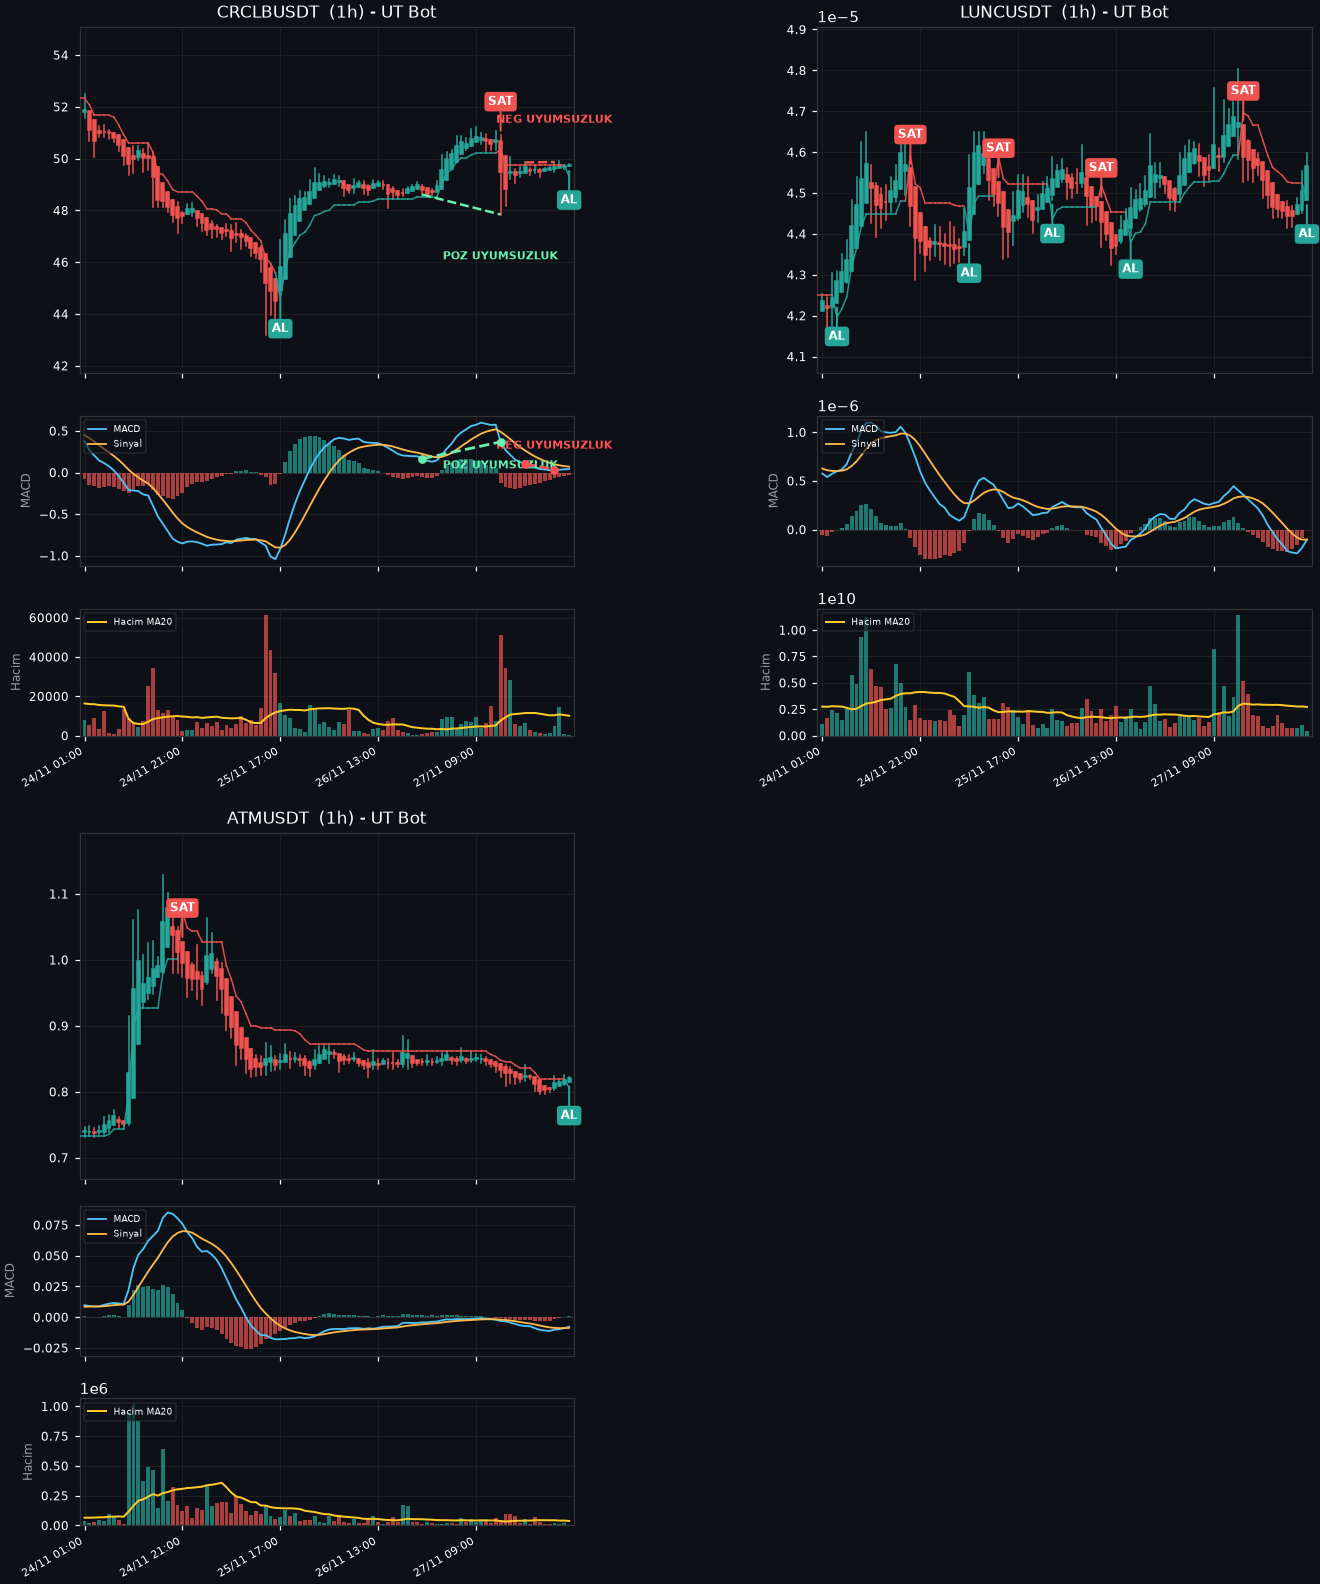 CRCLBUSDT (1h) - UT Bot
54
52
50
48
46
44
42
SAT
NEG UYUMSUZLUK
AL
POZ UYUMSUZLUK
AL
MACD
0.5
0.0
−0.5
−1.0
MACD
Sinyal
NEG UYUMSUZLUK
POZ UYUMSUZLUK
Hacim
60000
40000
20000
0
Hacim MA20
24/11 01:00
24/11 21:00
25/11 17:00
26/11 13:00
27/11 09:00
LUNCUSDT (1h) - UT Bot
1e−5
4.9
4.8
4.7
4.6
4.5
4.4
4.3
4.2
4.1
SAT
SAT
SAT
SAT
AL
AL
AL
AL
AL
1e−6
MACD
1.0
0.5
0.0
MACD
Sinyal
1e10
Hacim
1.00
0.75
0.50
0.25
0.00
Hacim MA20
24/11 01:00
24/11 21:00
25/11 17:00
26/11 13:00
27/11 09:00
ATMUSDT (1h) - UT Bot
1.1
1.0
0.9
0.8
0.7
SAT
AL
MACD
0.075
0.050
0.025
0.000
−0.025
MACD
Sinyal
1e6
Hacim
1.00
0.75
0.50
0.25
0.00
Hacim MA20
24/11 01:00
24/11 21:00
25/11 17:00
26/11 13:00
27/11 09:00